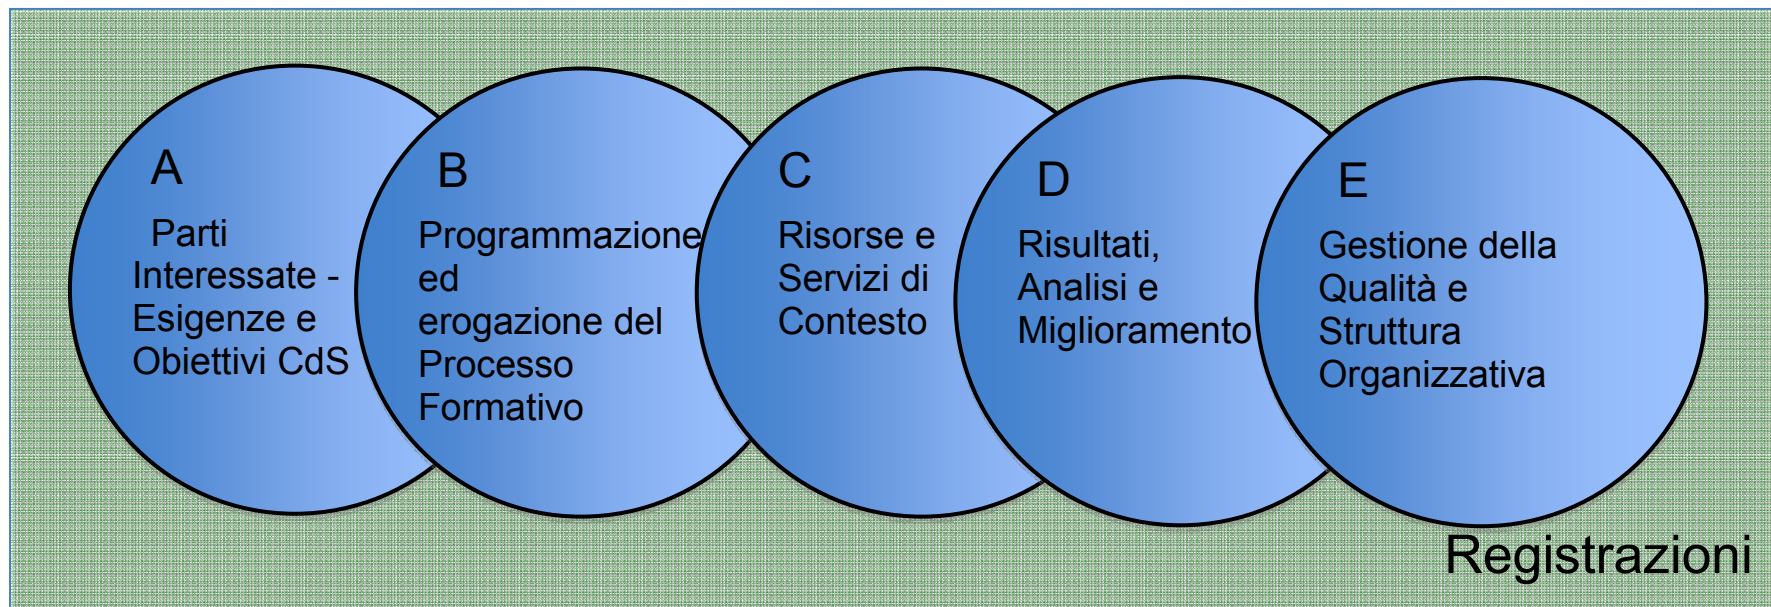 A
Parti
Interessate -
Esigenze e
Obiettivi CdS
B
Programmazione
ed
erogazione del
Processo
Formativo
C
Risorse e
Servizi di
Contesto
D
Risultati,
Analisi e
Miglioramento
E
Gestione della
Qualità e
Struttura
Organizzativa
Registrazioni